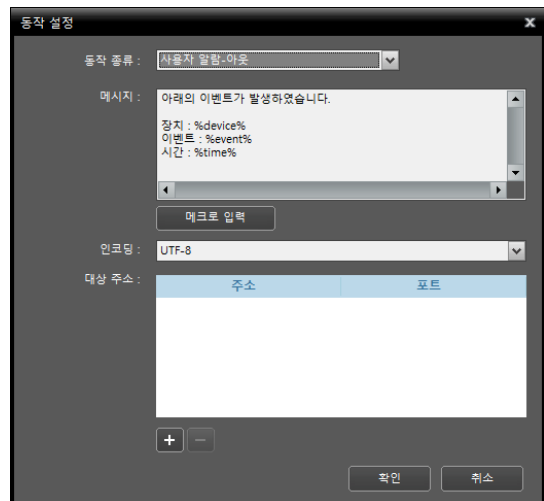 동작 설정
동작 종류 : 사용자 알람-아웃
메시지 : 아래의 이벤트가 발생하였습니다.
장치 : %device%
이벤트 : %event%
시간 : %time%
메크로 입력
인코딩 : UTF-8
대상 주소 : 주소 포트
확인 취소